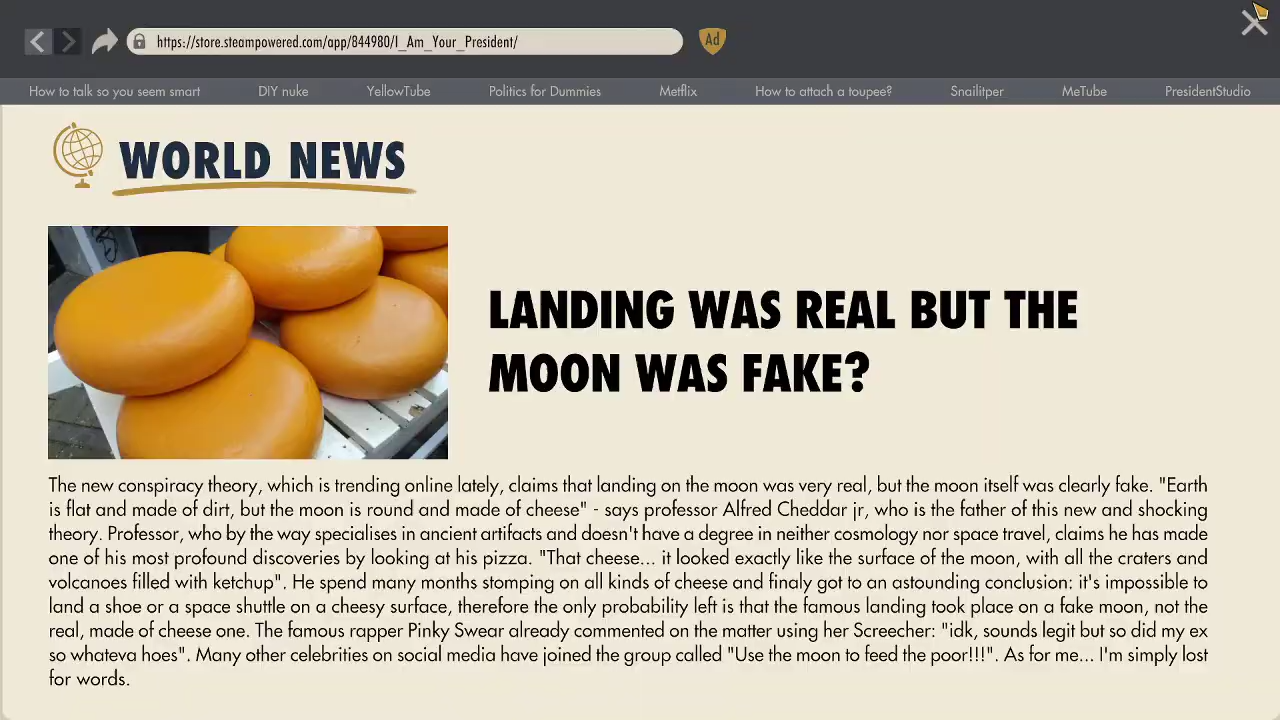 https://store.steampowered.com/app/844980/I_Am_Your_President/
Ad
How to talk so you seem smart DIY nuke YellowTube Politics for Dummies Metflix How to attach a toupee? Snailitper MeTube PresidentStudio
WORLD NEWS
LANDING WAS REAL BUT THE
MOON WAS FAKE?
The new conspiracy theory, which is trending online lately, claims that landing on the moon was very real, but the moon itself was clearly fake. "Earth
is flat and made of dirt, but the moon is round and made of cheese" - says professor Alfred Cheddar jr, who is the father of this new and shocking
theory. Professor, who by the way specialises in ancient artifacts and doesn't have a degree in neither cosmology nor space travel, claims he has made
one of his most profound discoveries by looking at his pizza. "That cheese... it looked exactly like the surface of the moon, with all the craters and
volcanoes filled with ketchup". He spend many months stomping on all kinds of cheese and finaly got to an astounding conclusion: it's impossible to
land a shoe or a space shuttle on a cheesy surface, therefore the only probability left is that the famous landing took place on a fake moon, not the
real, made of cheese one. The famous rapper Pinky Swear already commented on the matter using her Screecher: "idk, sounds legit but so did my ex
so whateva hoes". Many other celebrities on social media have joined the group called "Use the moon to feed the poor!!!". As for me... I'm simply lost
for words.